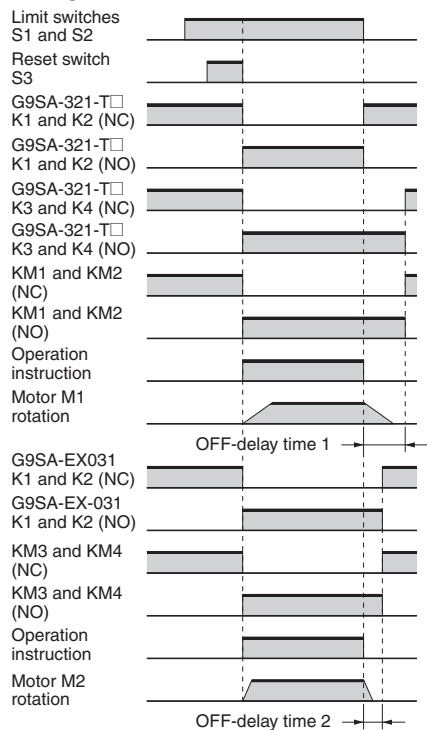 Limit switches
S1 and S2
Reset switch
S3
G9SA-321-T□
K1 and K2 (NC)
G9SA-321-T□
K1 and K2 (NO)
G9SA-321-T□
K3 and K4 (NC)
G9SA-321-T□
K3 and K4 (NO)
KM1 and KM2
(NC)
KM1 and KM2
(NO)
Operation
instruction
Motor M1
rotation
OFF-delay time 1
G9SA-EX031
K1 and K2 (NC)
G9SA-EX-031
K1 and K2 (NO)
KM3 and KM4
(NC)
KM3 and KM4
(NO)
Operation
instruction
Motor M2
rotation
OFF-delay time 2